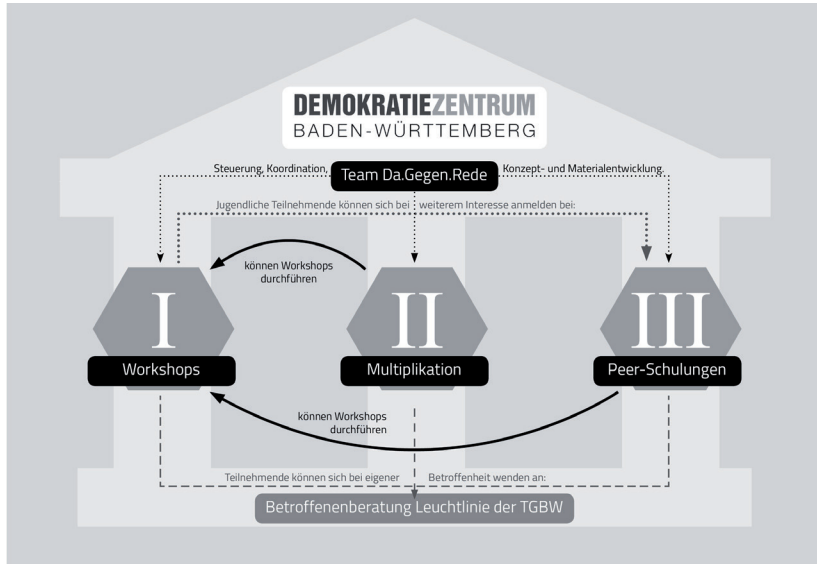 DEMOKRATIEZENTRUM
BADEN-WÜRTTEMBERG
Steuerung, Koordination,
Team Da.Gegen.Rede
Konzept- und Materialentwicklung.
Jugendliche Teilnehmende können sich bei weiterem Interesse anmelden bei:
können Workshops
durchführen
I
II
III
Workshops
Multiplikation
Peer-Schulungen
können Workshops
durchführen
Teilnehmende können sich bei eigener Betroffenheit wenden an:
Betroffenenberatung Leuchtlinie der TGBW